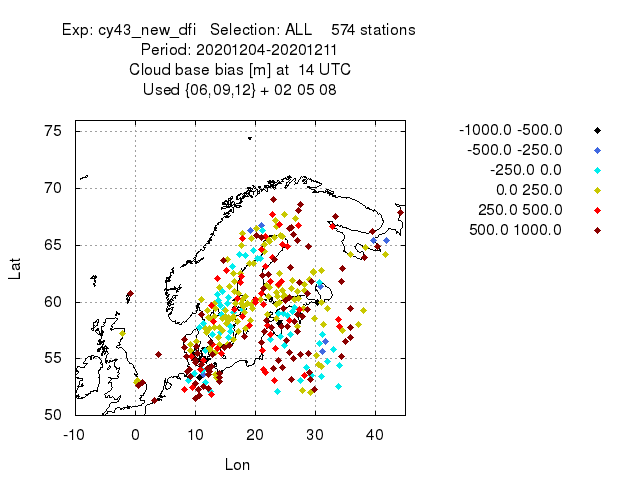 Exp: cy43_new_dfi Selection: ALL 574 stations
Period: 20201204-20201211
Cloud base bias [m] at 14 UTC
Used {06,09,12} + 02 05 08
-1000.0 -500.0
-500.0 -250.0
-250.0 0.0
0.0 250.0
250.0 500.0
500.0 1000.0
75
70
65
60
55
50
Lat
-10 0 10 20 30 40
Lon